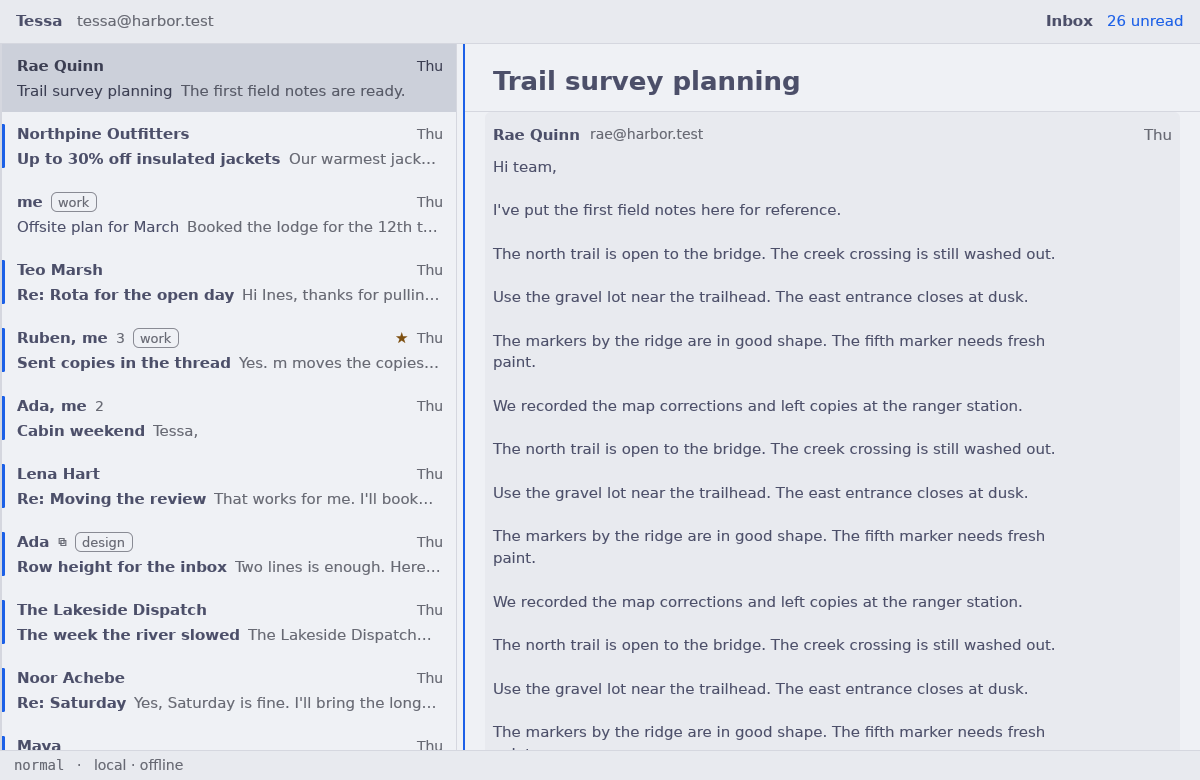 Tessa tessa@harbor.test
Inbox 26 unread
Rae Quinn Thu
Trail survey planning The first field notes are ready.
Northpine Outfitters Thu
Up to 30% off insulated jackets Our warmest jack…
me work Thu
Offsite plan for March Booked the lodge for the 12th t…
Teo Marsh Thu
Re: Rota for the open day Hi Ines, thanks for pullin…
Ruben, me 3 work ★ Thu
Sent copies in the thread Yes. m moves the copies…
Ada, me 2 Thu
Cabin weekend Tessa,
Lena Hart Thu
Re: Moving the review That works for me. I'll book…
Ada design Thu
Row height for the inbox Two lines is enough. Here…
The Lakeside Dispatch Thu
The week the river slowed The Lakeside Dispatch…
Noor Achebe Thu
Re: Saturday Yes, Saturday is fine. I'll bring the long…
Maya Thu
Trail survey planning
Rae Quinn rae@harbor.test Thu
Hi team,
I've put the first field notes here for reference.
The north trail is open to the bridge. The creek crossing is still washed out.
Use the gravel lot near the trailhead. The east entrance closes at dusk.
The markers by the ridge are in good shape. The fifth marker needs fresh
paint.
We recorded the map corrections and left copies at the ranger station.
The north trail is open to the bridge. The creek crossing is still washed out.
Use the gravel lot near the trailhead. The east entrance closes at dusk.
The markers by the ridge are in good shape. The fifth marker needs fresh
paint.
We recorded the map corrections and left copies at the ranger station.
The north trail is open to the bridge. The creek crossing is still washed out.
Use the gravel lot near the trailhead. The east entrance closes at dusk.
The markers by the ridge are in good shape. The fifth marker needs fresh
normal · local · offline